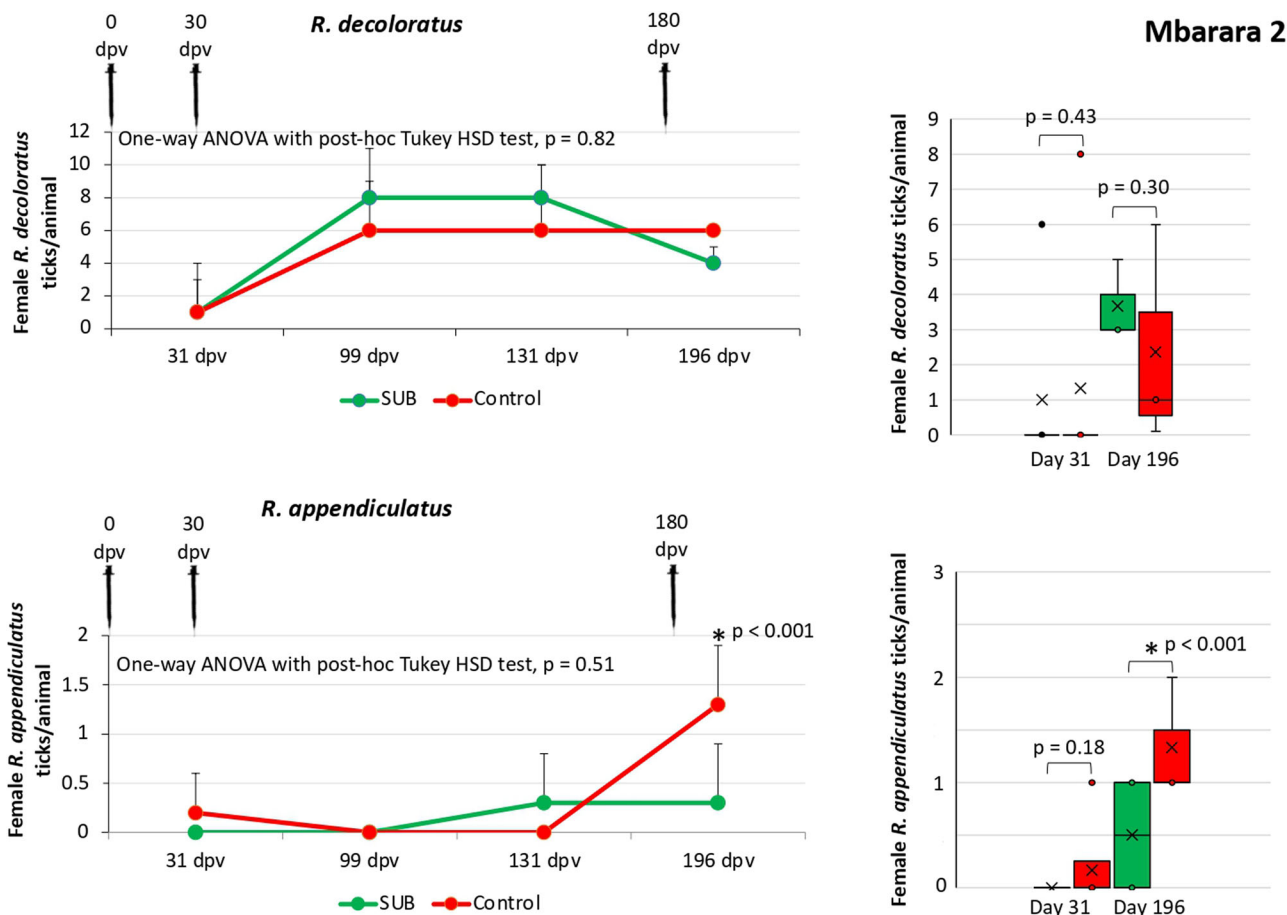 R. decoloratus
Mbarara 2
0
dpv
30
dpv
180
dpv
One-way ANOVA with post-hoc Tukey HSD test, p = 0.82
Female R. decoloratus
ticks/animal
12
10
8
6
4
2
0
31 dpv
99 dpv
131 dpv
196 dpv
SUB
Control
Female R. decoloratus ticks/animal
9
8
7
6
5
4
3
2
1
0
p = 0.43
p = 0.30
Day 31
Day 196
R. appendiculatus
0
dpv
30
dpv
180
dpv
* p < 0.001
One-way ANOVA with post-hoc Tukey HSD test, p = 0.51
Female R. appendiculatus
ticks/animal
2
1.5
1
0.5
0
31 dpv
99 dpv
131 dpv
196 dpv
SUB
Control
Female R. appendiculatus ticks/animal
3
2
1
0
p = 0.18
* p < 0.001
Day 31
Day 196